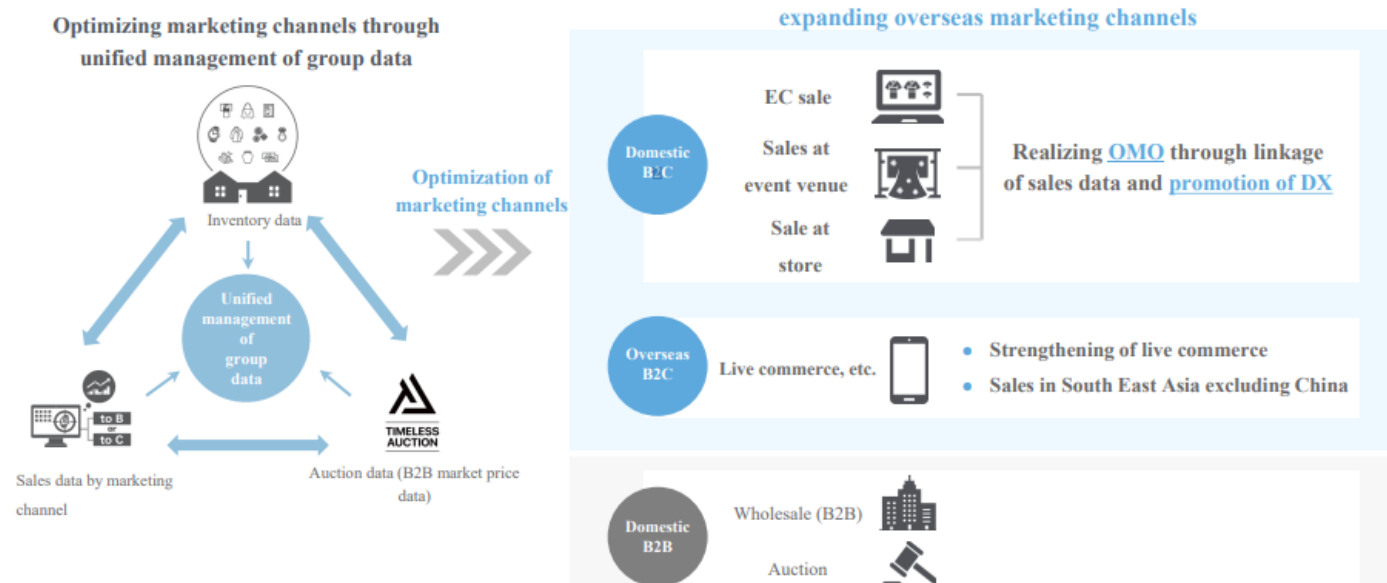 Optimizing marketing channels through
unified management of group data
Inventory data
Unified
management
of
group
data
to B
or
to C
Sales data by marketing
channel
TIMELESS
AUCTION
Auction data (B2B market price
data)
Optimization of
marketing channels
expanding overseas marketing channels
Domestic
B2C
EC sale
Sales at
event venue
Sale at
store
Realizing OMO through linkage
of sales data and promotion of DX
Overseas
B2C
Live commerce, etc.
● Strengthening of live commerce
● Sales in South East Asia excluding China
Domestic
B2B
Wholesale (B2B)
Auction